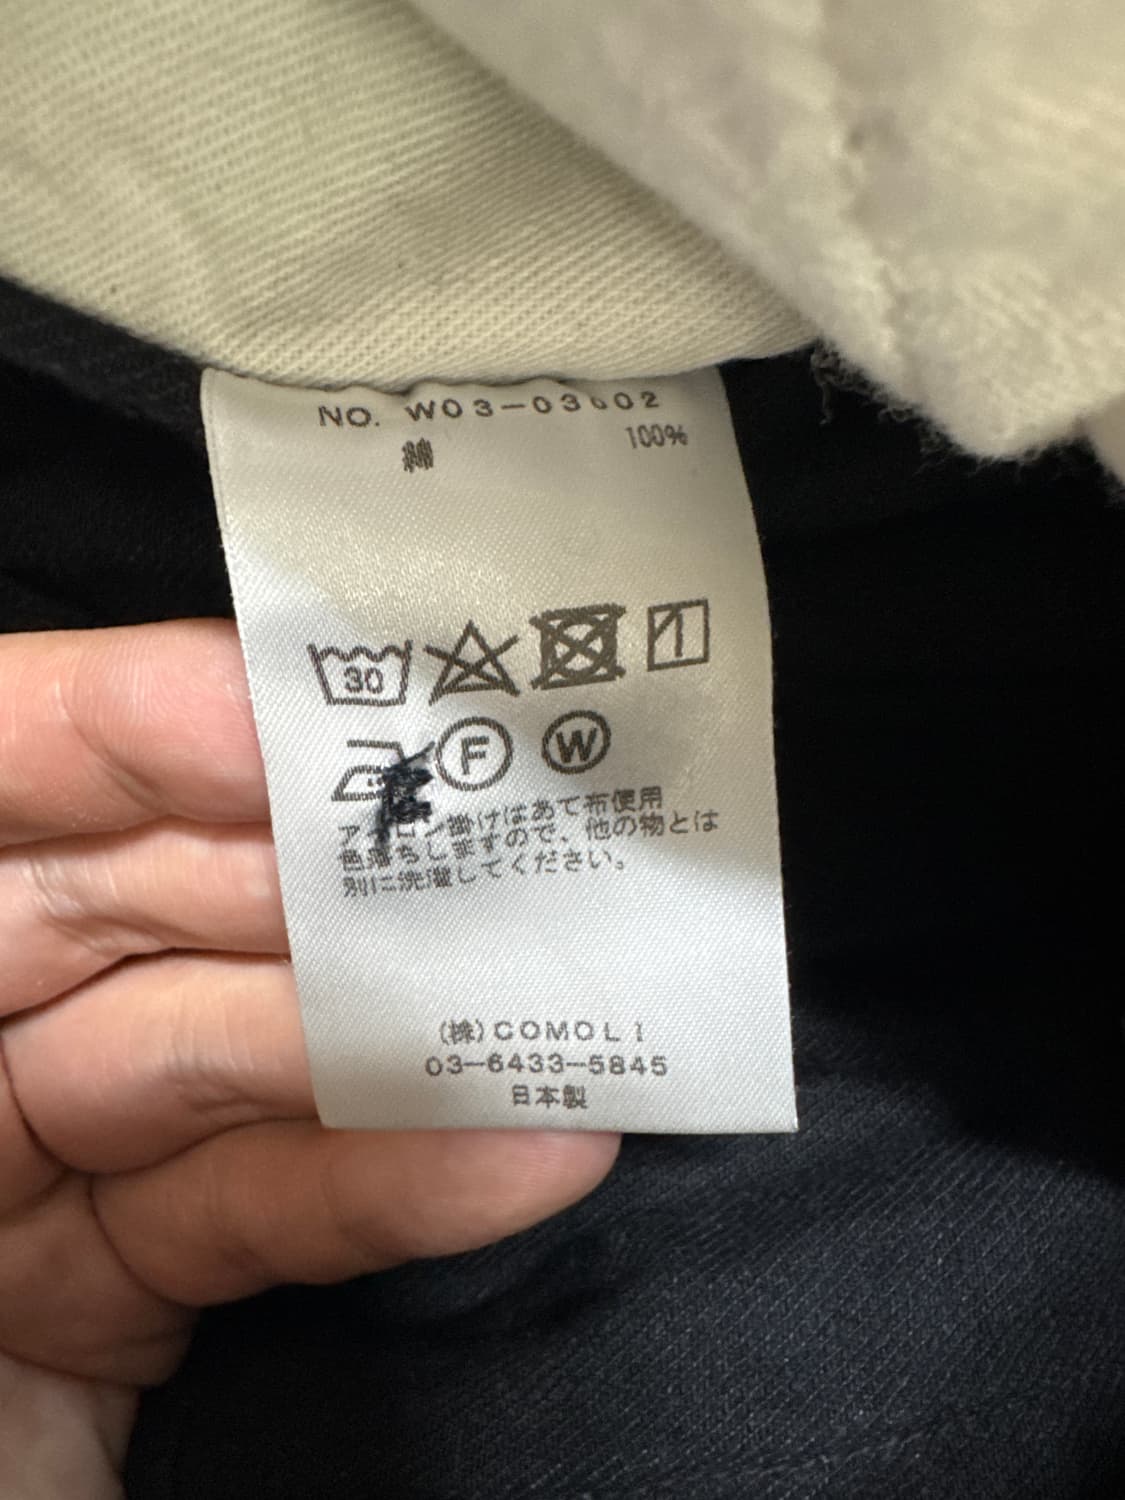 NO. W03-03002
綿 100%
30
F W
アイロン掛けはあて布使用
色落ちしますので、他の物とは
別に洗濯してください。
(株)COMOLI
03-6433-5845
日本製